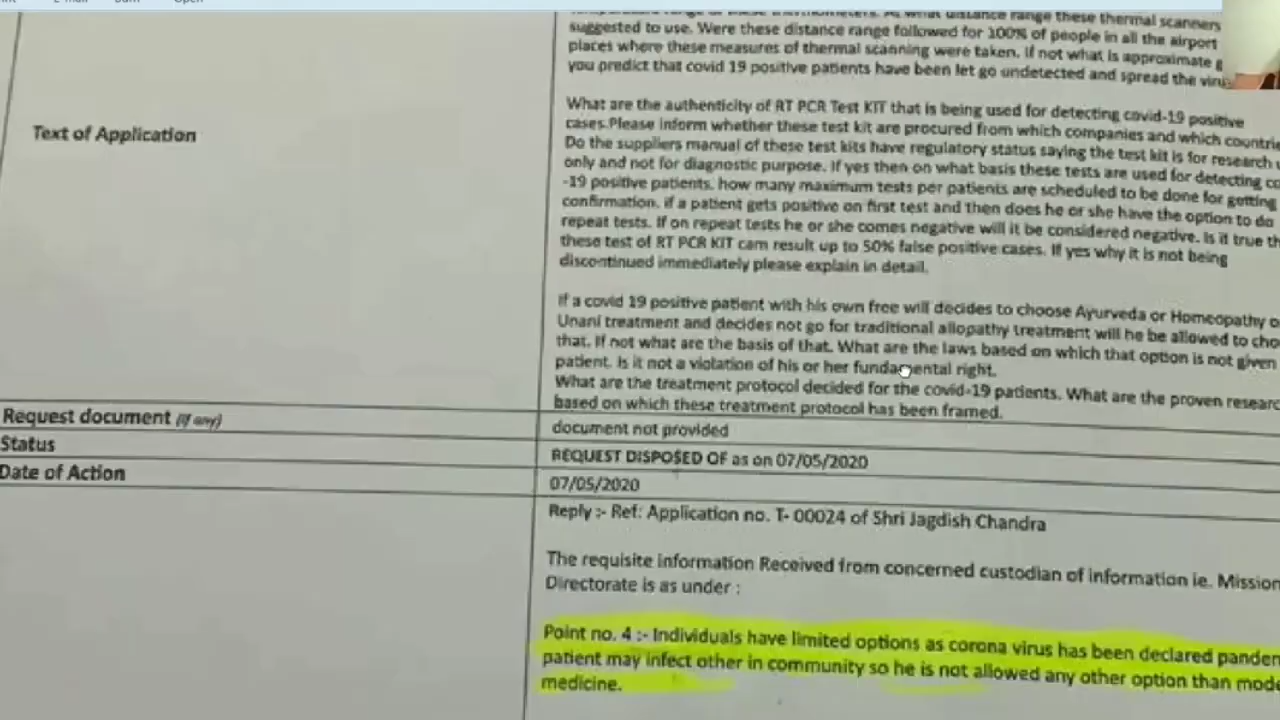 suggested to use. Were these distance range followed for 100% of people in all the airport
places where these measures of thermal scanning were taken. If not what is approximate
you predict that covid 19 positive patients have been let go undetected and spread the virus
What are the authenticity of RT PCR Test KIT that is being used for detecting covid-19 positive
cases.Please inform whether these test kit are procured from which companies and which countrie
Do the suppliers manual of these test kits have regulatory status saying the test kit is for research
only and not for diagnostic purpose. If yes then on what basis these tests are used for detecting co
-19 positive patients. how many maximum tests per patients are scheduled to be done for getting
confirmation. if a patient gets positive on first test and then does he or she have the option to do
repeat tests. If on repeat tests he or she comes negative will it be considered negative. Is it true th
these test of RT PCR KIT cam result up to 50% false positive cases. If yes why it is not being
discontinued immediately please explain in detail.
Text of Application
If a covid 19 positive patient with his own free will decides to choose Ayurveda or Homeopathy o
Unani treatment and decides not go for traditional allopathy treatment will he be allowed to cho
that. If not what are the basis of that. What are the laws based on which that option is not given
patient. Is it not a violation of his or her fundamental right.
What are the treatment protocol decided for the covid-19 patients. What are the proven researc
based on which these treatment protocol has been framed.
Request document (if any)
document not provided
Status
REQUEST DISPOSED OF as on 07/05/2020
Date of Action
07/05/2020
Reply :- Ref: Application no. T- 00024 of Shri Jagdish Chandra
The requisite information Received from concerned custodian of information ie. Mission
Directorate is as under :
Point no. 4 :- Individuals have limited options as corona virus has been declared panden
patient may infect other in community so he is not allowed any other option than mode
medicine.